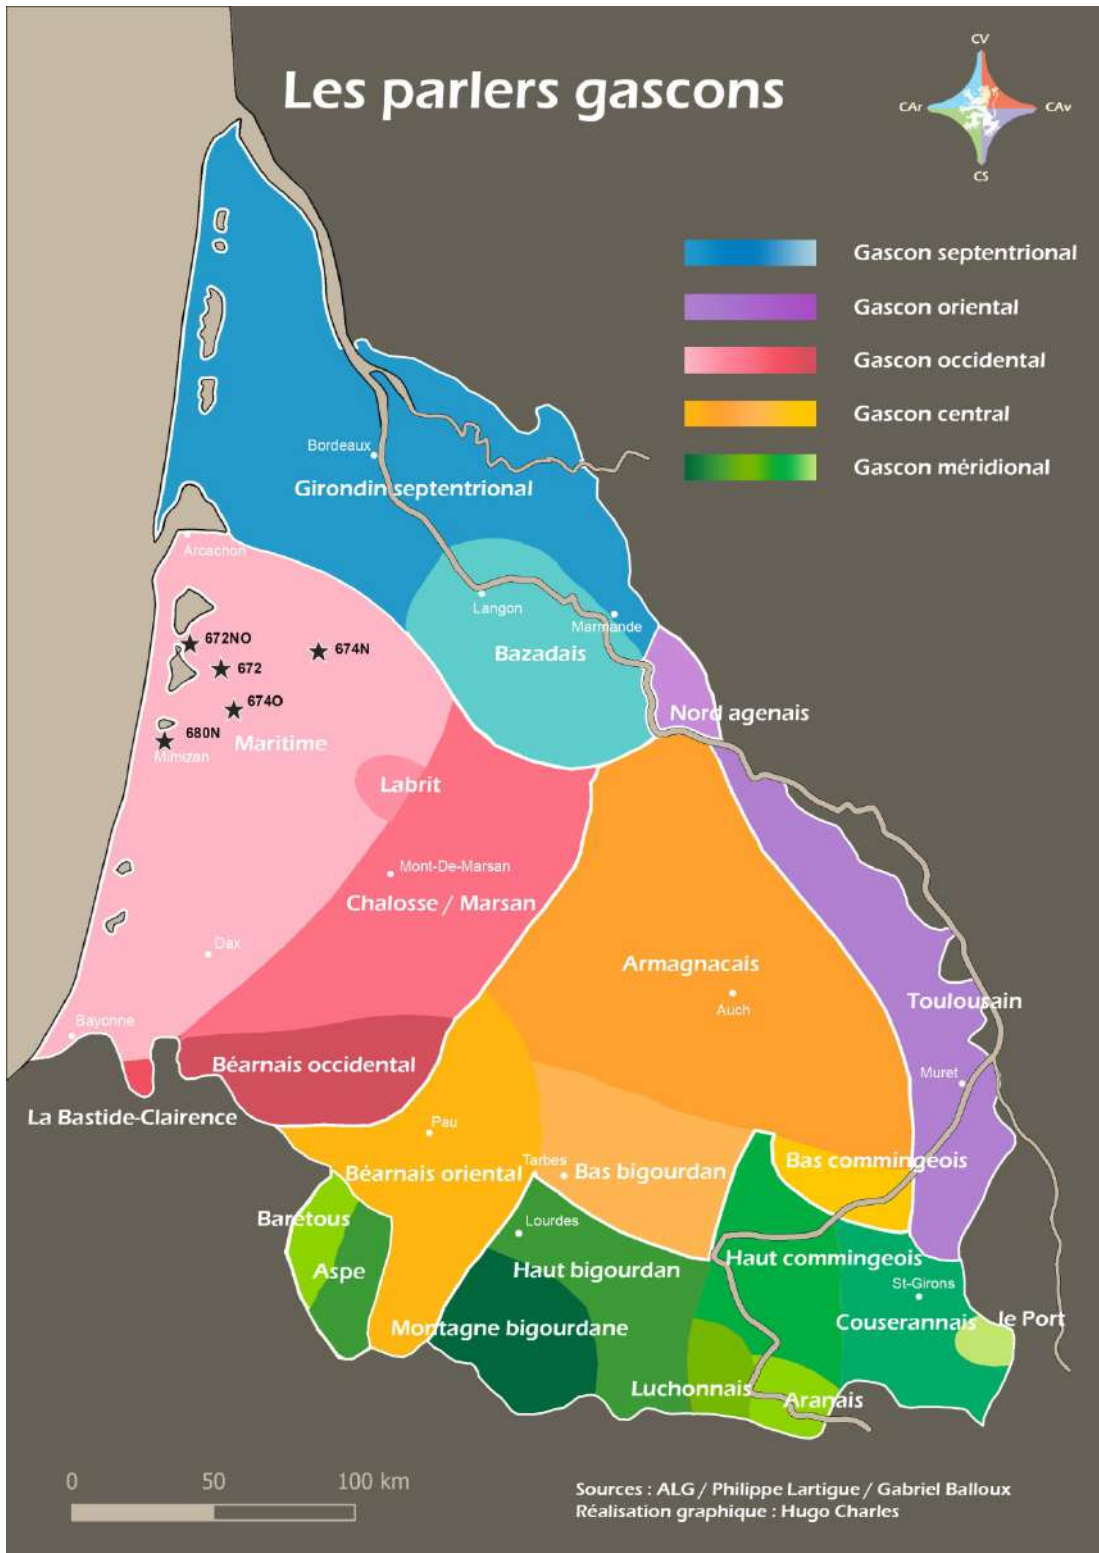 CV
Les parlers gascons
CAr
CAv
CS
Gascon septentrional
Gascon oriental
Gascon occidental
Gascon central
Gascon méridional
Bordeaux
Girondin septentrional
Arcachon
Langon
Marmande
672NO
674N
Bazadais
672
674O
Nord agenais
680N
Maritime
Mimizan
Labrit
Mont-De-Marsan
Chalosse / Marsan
Dax
Armagnacais
Auch
Toulousain
Bayonne
Béarnais occidental
Muret
La Bastide-Clairence
Pau
Tarbes
Béarnais oriental
Bas bigourdan
Bas commingeois
Baretous
Lourdes
Aspe
Haut bigourdan
Haut commingeois
St-Girons
Montagne bigourdane
Couserannais
le Port
Luchonnais
Aranais
0 50 100 km
Sources : ALG / Philippe Lartigue / Gabriel Balloux
Réalisation graphique : Hugo Charles